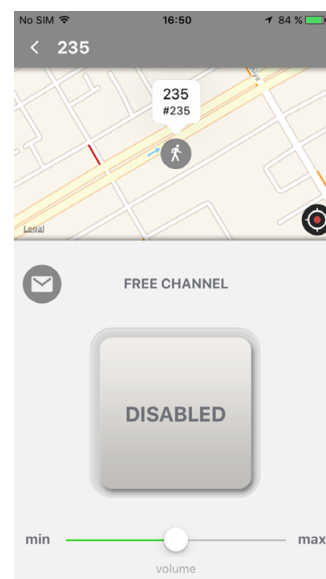 No SIM 16:50 84 %
235
235
#235
Legal
FREE CHANNEL
DISABLED
min max
volume